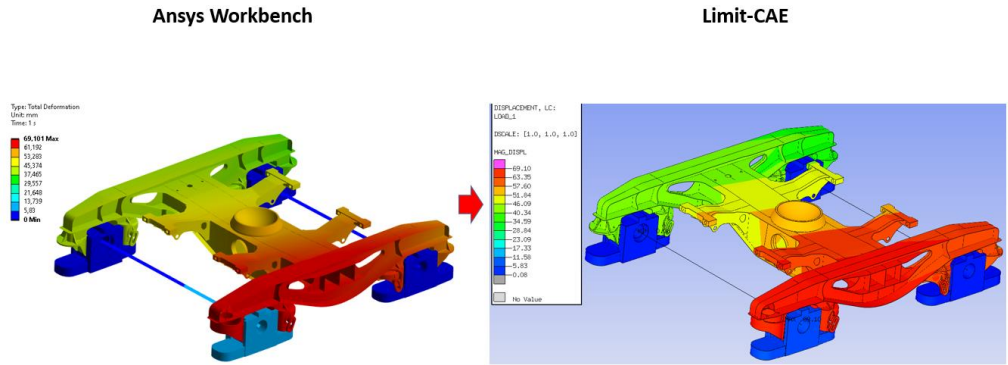 Ansys Workbench
Limit-CAE
Type: Total Deformation
Unit: mm
Time: 1 s
69,101 Max
61,192
53,283
45,374
37,465
29,557
21,648
13,739
5,83
0 Min
DISPLACEMENT, LC:
LOAD_1
DSCALE: [1.0, 1.0, 1.0]
MAG_DISPL
69.10
63.35
57.60
51.84
46.09
40.34
34.59
28.84
23.09
17.33
11.58
5.83
0.08
No Value